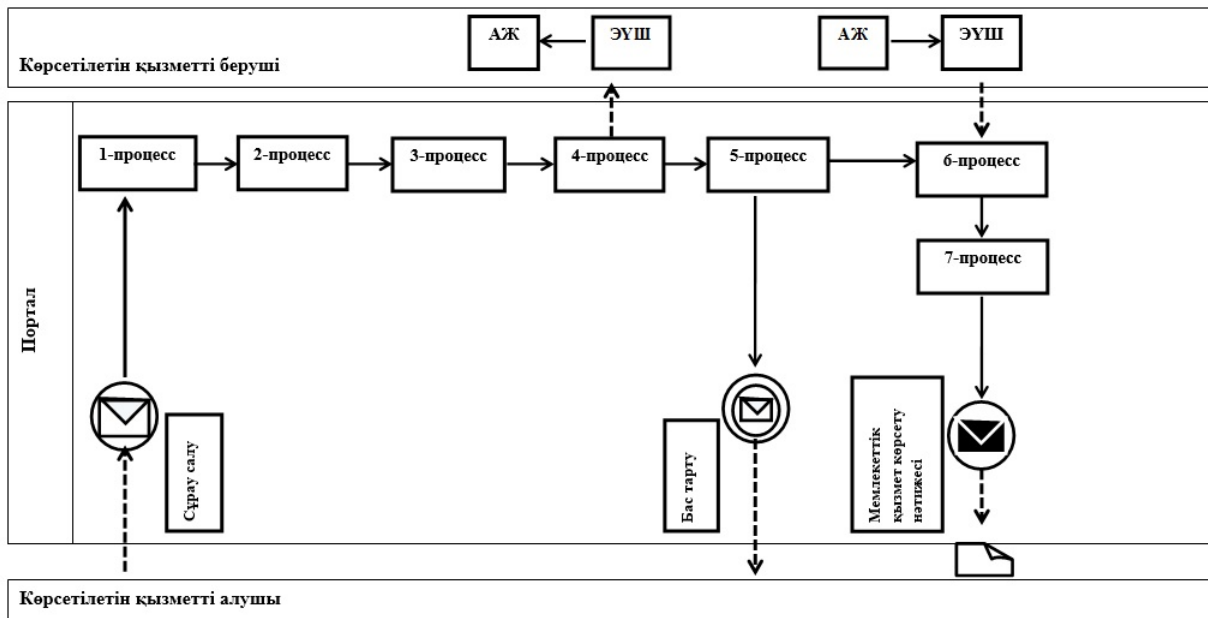 АЖ
ЭҮШ
АЖ
ЭҮШ
Көрсетілетін қызметті беруші
Портал
1-процесс
2-процесс
3-процесс
4-процесс
5-процесс
6-процесс
7-процесс
Сұрау салу
Бас тарту
Мемлекеттік
қызмет көрсету
нәтижесі
Көрсетілетін қызметті алушы